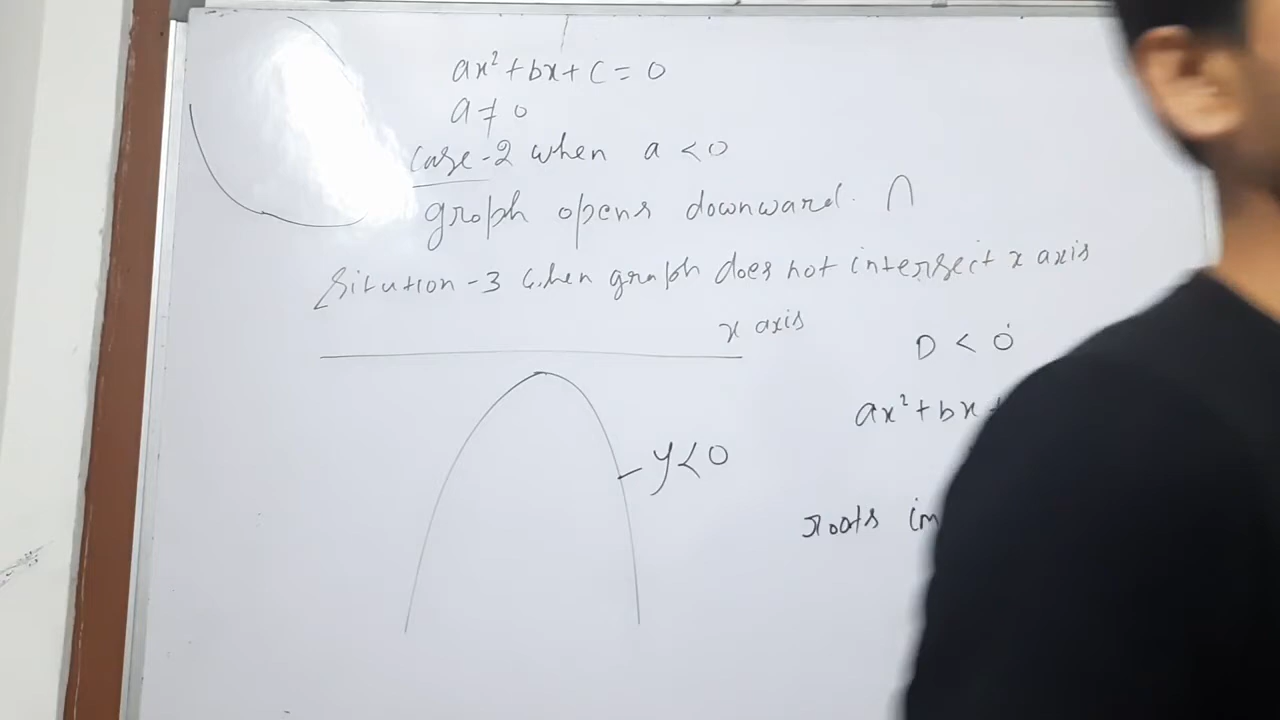 ax² + bx + c = 0
a ≠ 0
Case-2 when a < 0
graph opens downward. ∩
Sitution-3 when graph does not intersect x axis
x axis
D < 0
ax² + bx +
y < 0
roots im